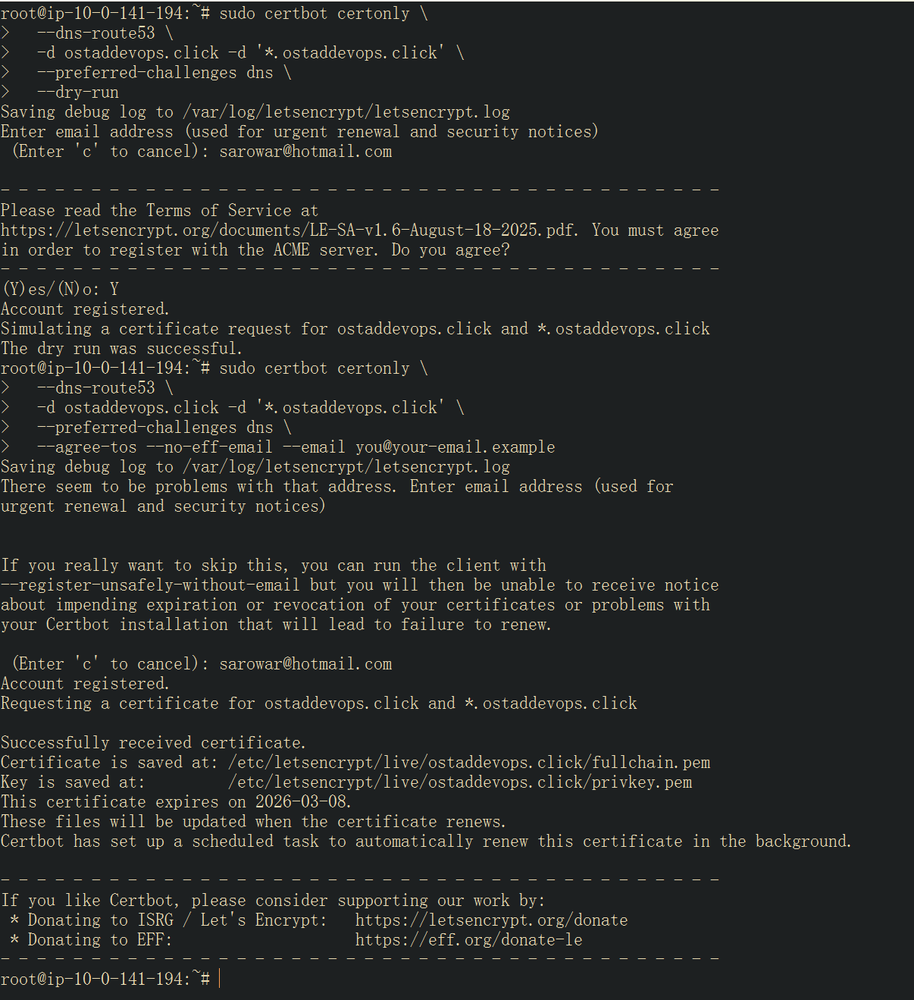 root@ip-10-0-141-194:~# sudo certbot certonly \
>   --dns-route53 \
>   -d ostaddevops.click -d '*.ostaddevops.click' \
>   --preferred-challenges dns \
>   --dry-run
Saving debug log to /var/log/letsencrypt/letsencrypt.log
Enter email address (used for urgent renewal and security notices)
 (Enter 'c' to cancel): sarowar@hotmail.com

- - - - - - - - - - - - - - - - - - - - - - - - - - - - - - - - - - - - - - - -
Please read the Terms of Service at
https://letsencrypt.org/documents/LE-SA-v1.6-August-18-2025.pdf. You must agree
in order to register with the ACME server. Do you agree?
- - - - - - - - - - - - - - - - - - - - - - - - - - - - - - - - - - - - - - - -
(Y)es/(N)o: Y
Account registered.
Simulating a certificate request for ostaddevops.click and *.ostaddevops.click
The dry run was successful.
root@ip-10-0-141-194:~# sudo certbot certonly \
>   --dns-route53 \
>   -d ostaddevops.click -d '*.ostaddevops.click' \
>   --preferred-challenges dns \
>   --agree-tos --no-eff-email --email you@your-email.example
Saving debug log to /var/log/letsencrypt/letsencrypt.log
There seem to be problems with that address. Enter email address (used for
urgent renewal and security notices)


If you really want to skip this, you can run the client with
--register-unsafely-without-email but you will then be unable to receive notice
about impending expiration or revocation of your certificates or problems with
your Certbot installation that will lead to failure to renew.

 (Enter 'c' to cancel): sarowar@hotmail.com
Account registered.
Requesting a certificate for ostaddevops.click and *.ostaddevops.click

Successfully received certificate.
Certificate is saved at: /etc/letsencrypt/live/ostaddevops.click/fullchain.pem
Key is saved at:         /etc/letsencrypt/live/ostaddevops.click/privkey.pem
This certificate expires on 2026-03-08.
These files will be updated when the certificate renews.
Certbot has set up a scheduled task to automatically renew this certificate in the background.

- - - - - - - - - - - - - - - - - - - - - - - - - - - - - - - - - - - - - - - -
If you like Certbot, please consider supporting our work by:
 * Donating to ISRG / Let's Encrypt:   https://letsencrypt.org/donate
 * Donating to EFF:                    https://eff.org/donate-le
- - - - - - - - - - - - - - - - - - - - - - - - - - - - - - - - - - - - - - - -
root@ip-10-0-141-194:~#